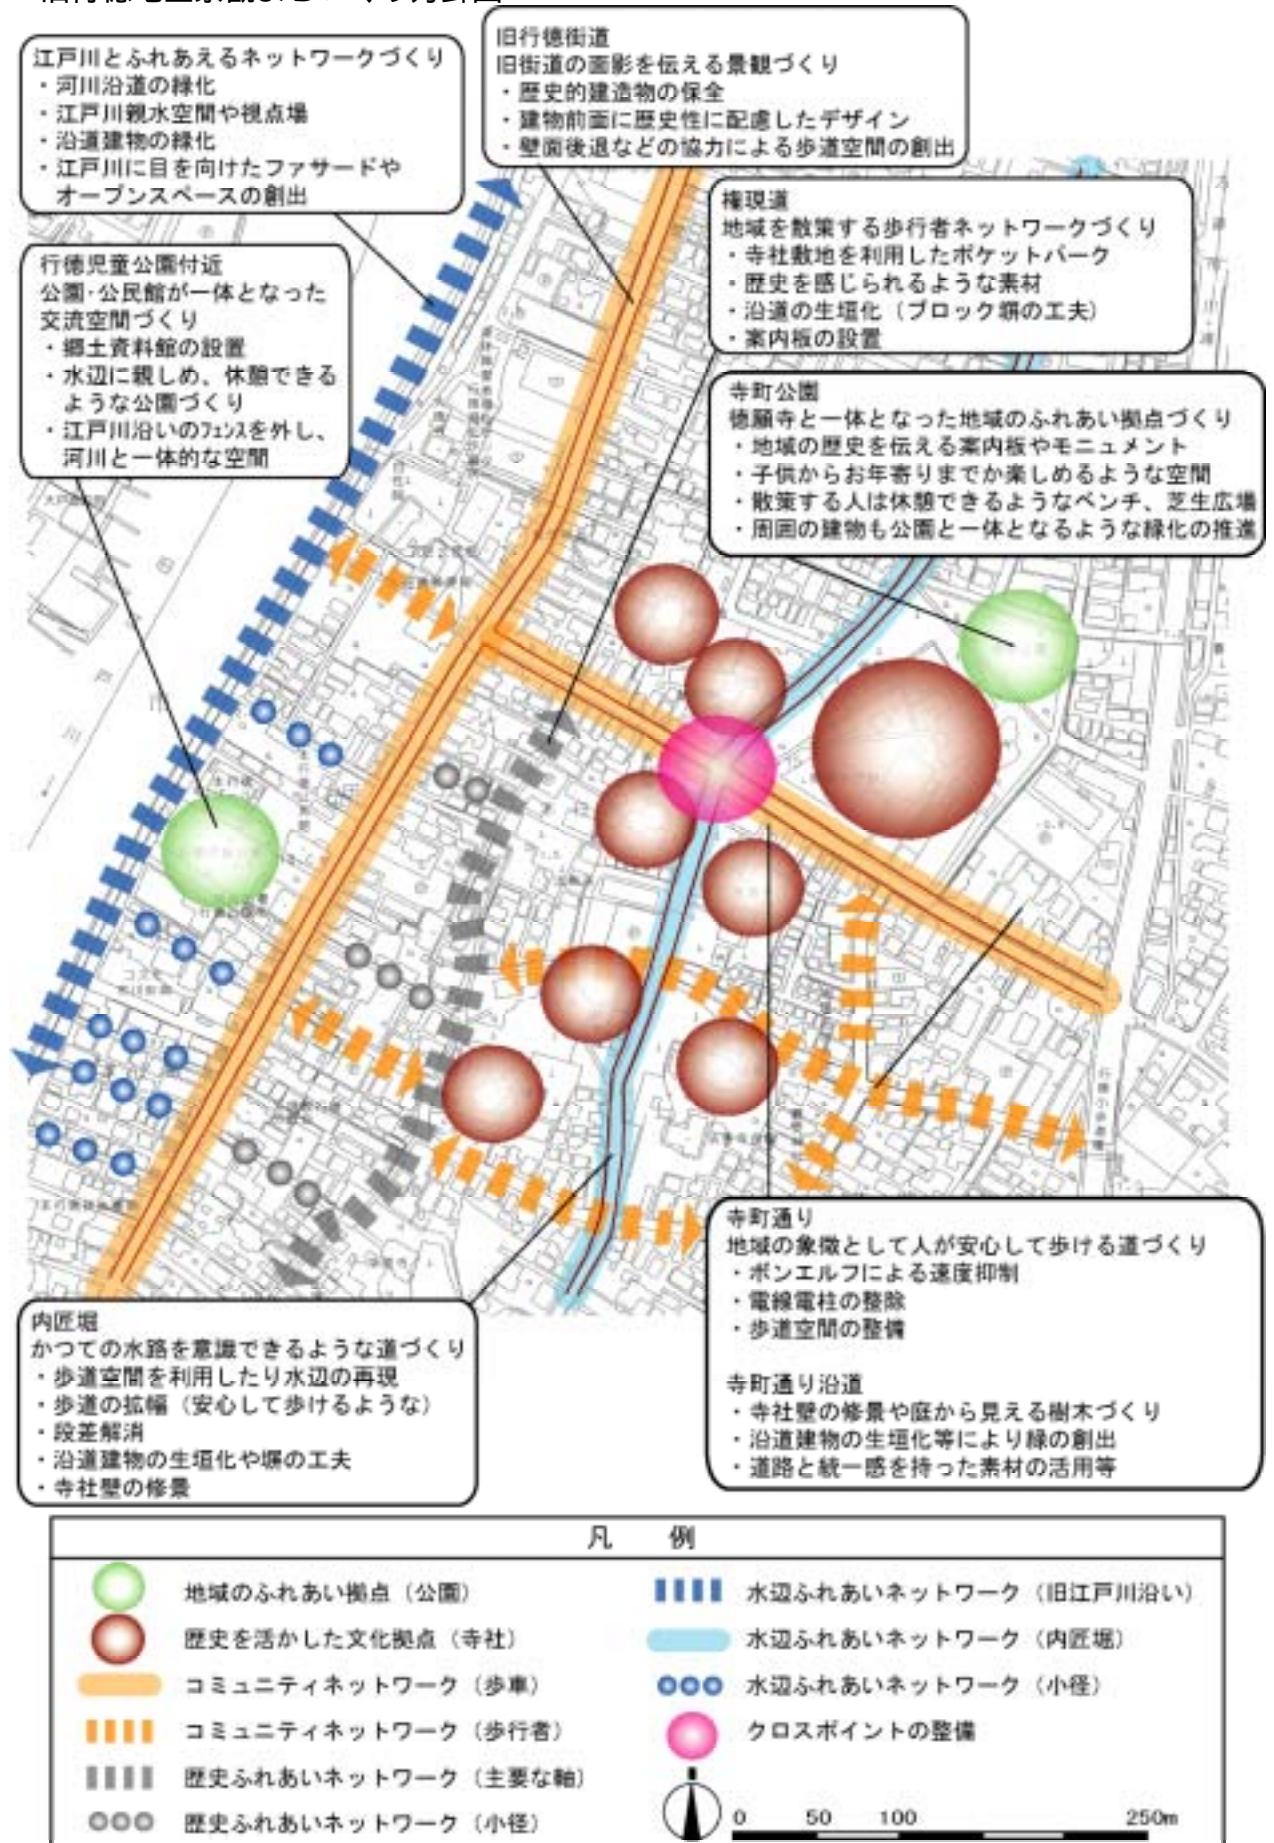 江戸川とふれあえるネットワークづくり
・河川沿道の緑化
・江戸川親水空間や視点場
・沿道建物の緑化
・江戸川に目を向けたファサードや
オープンスペースの創出
旧行徳街道
旧街道の面影を伝える景観づくり
・歴史的建造物の保全
・建物前面に歴史性に配慮したデザイン
・壁面後退などの協力による歩道空間の創出
権現道
地域を散策する歩行者ネットワークづくり
・寺社敷地を利用したポケットパーク
・歴史を感じられるような素材
・沿道の生垣化（ブロック塀の工夫）
・案内板の設置
行徳児童公園付近
公園・公民館が一体となった
交流空間づくり
・郷土資料館の設置
・水辺に親しめ、休憩できる
ような公園づくり
・江戸川沿いのフェンスを外し、
河川と一体的な空間
寺町公園
徳願寺と一体となった地域のふれあい拠点づくり
・地域の歴史を伝える案内板やモニュメント
・子供からお年寄りまでか楽しめるような空間
・散策する人は休憩できるようなベンチ、芝生広場
・周囲の建物も公園と一体となるような緑化の推進
寺町通り
地域の象徴として人が安心して歩ける道づくり
・ボンエルフによる速度抑制
・電線電柱の整除
・歩道空間の整備
寺町通り沿道
・寺社壁の修景や庭から見える樹木づくり
・沿道建物の生垣化等により緑の創出
・道路と統一感を持った素材の活用等
内匠堀
かつての水路を意識できるような道づくり
・歩道空間を利用したり水辺の再現
・歩道の拡幅（安心して歩けるような）
・段差解消
・沿道建物の生垣化や塀の工夫
・寺社壁の修景
凡 例
地域のふれあい拠点（公園）
歴史を活かした文化拠点（寺社）
コミュニティネットワーク（歩車）
コミュニティネットワーク（歩行者）
歴史ふれあいネットワーク（主要な軸）
歴史ふれあいネットワーク（小径）
水辺ふれあいネットワーク（旧江戸川沿い）
水辺ふれあいネットワーク（内匠堀）
水辺ふれあいネットワーク（小径）
クロスポイントの整備
0 50 100 250m